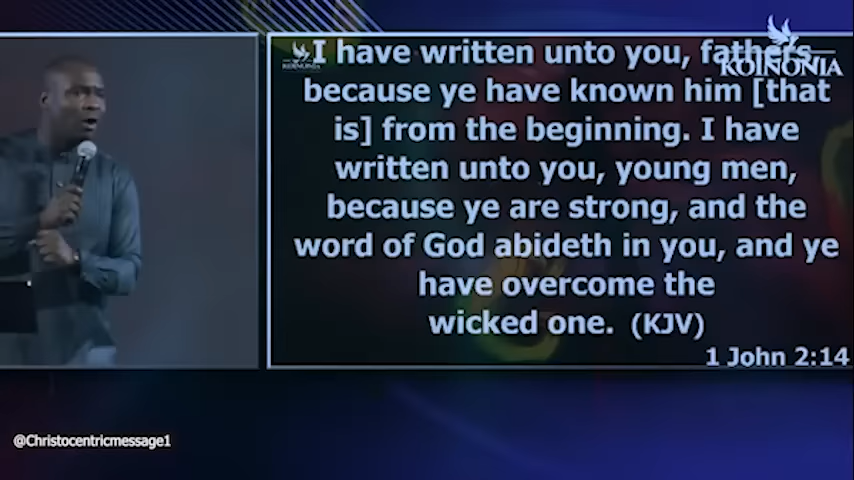 I have written unto you, fathers,
because ye have known him [that
is] from the beginning. I have
written unto you, young men,
because ye are strong, and the
word of God abideth in you, and ye
have overcome the
wicked one. (KJV)
1 John 2:14
KOINONIA
KOINONIA
@Christocentricmessage1